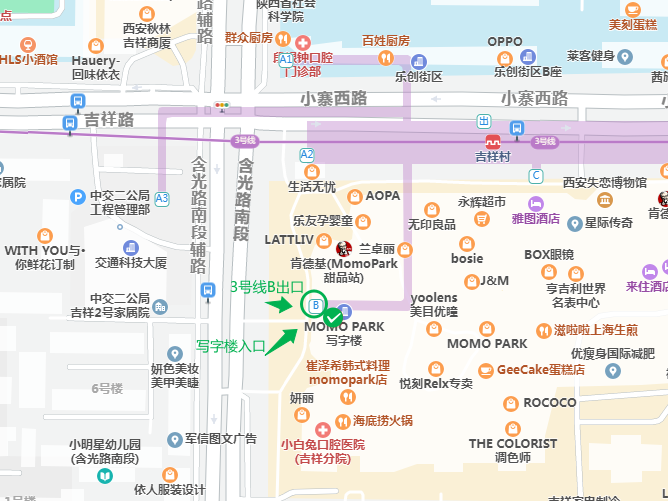 陕西省社会
科学院
美刻蛋糕
西安秋林
吉祥商厦
群众厨房
百姓厨房
OPPO
莱客健身
HLS小酒馆
Hauery-
回味依衣
A1
门诊部
乐创街区
乐创街区B座
小寨西路
小寨西路
吉祥路
出
3号线
3号线
吉祥村
A2
C
A3
含光路南段辅路
含光路南段
生活无忧
AOPA
西安失恋博物馆
中交二公局
工程管理部
永辉超市
雅图酒店
乐友孕婴童
无印良品
星际传奇
LATTLIV
兰卓丽
WITH YOU与·
你鲜花订制
交通科技大厦
肯德基(MomoPark
甜品站)
bosie
BOX眼镜
J&M
亨吉利世界
名表中心
来住酒店
3号线B出口
B
yoolens
美目优瞳
中交二公局
吉祥2号家属院
MOMO PARK
写字楼
MOMO PARK
滋啦啦上海生煎
写字楼入口
优瘦身国际减肥
妍色美妆
美甲美睫
崔泽希韩式料理
momopark店
悦刻Relx专卖
GeeCake蛋糕店
6号楼
妍丽
海底捞火锅
ROCOCO
小明星幼儿园
(含光路南段)
军信图文广告
小白兔口腔医院
(吉祥分院)
THE COLORIST
调色师
依人服装设计